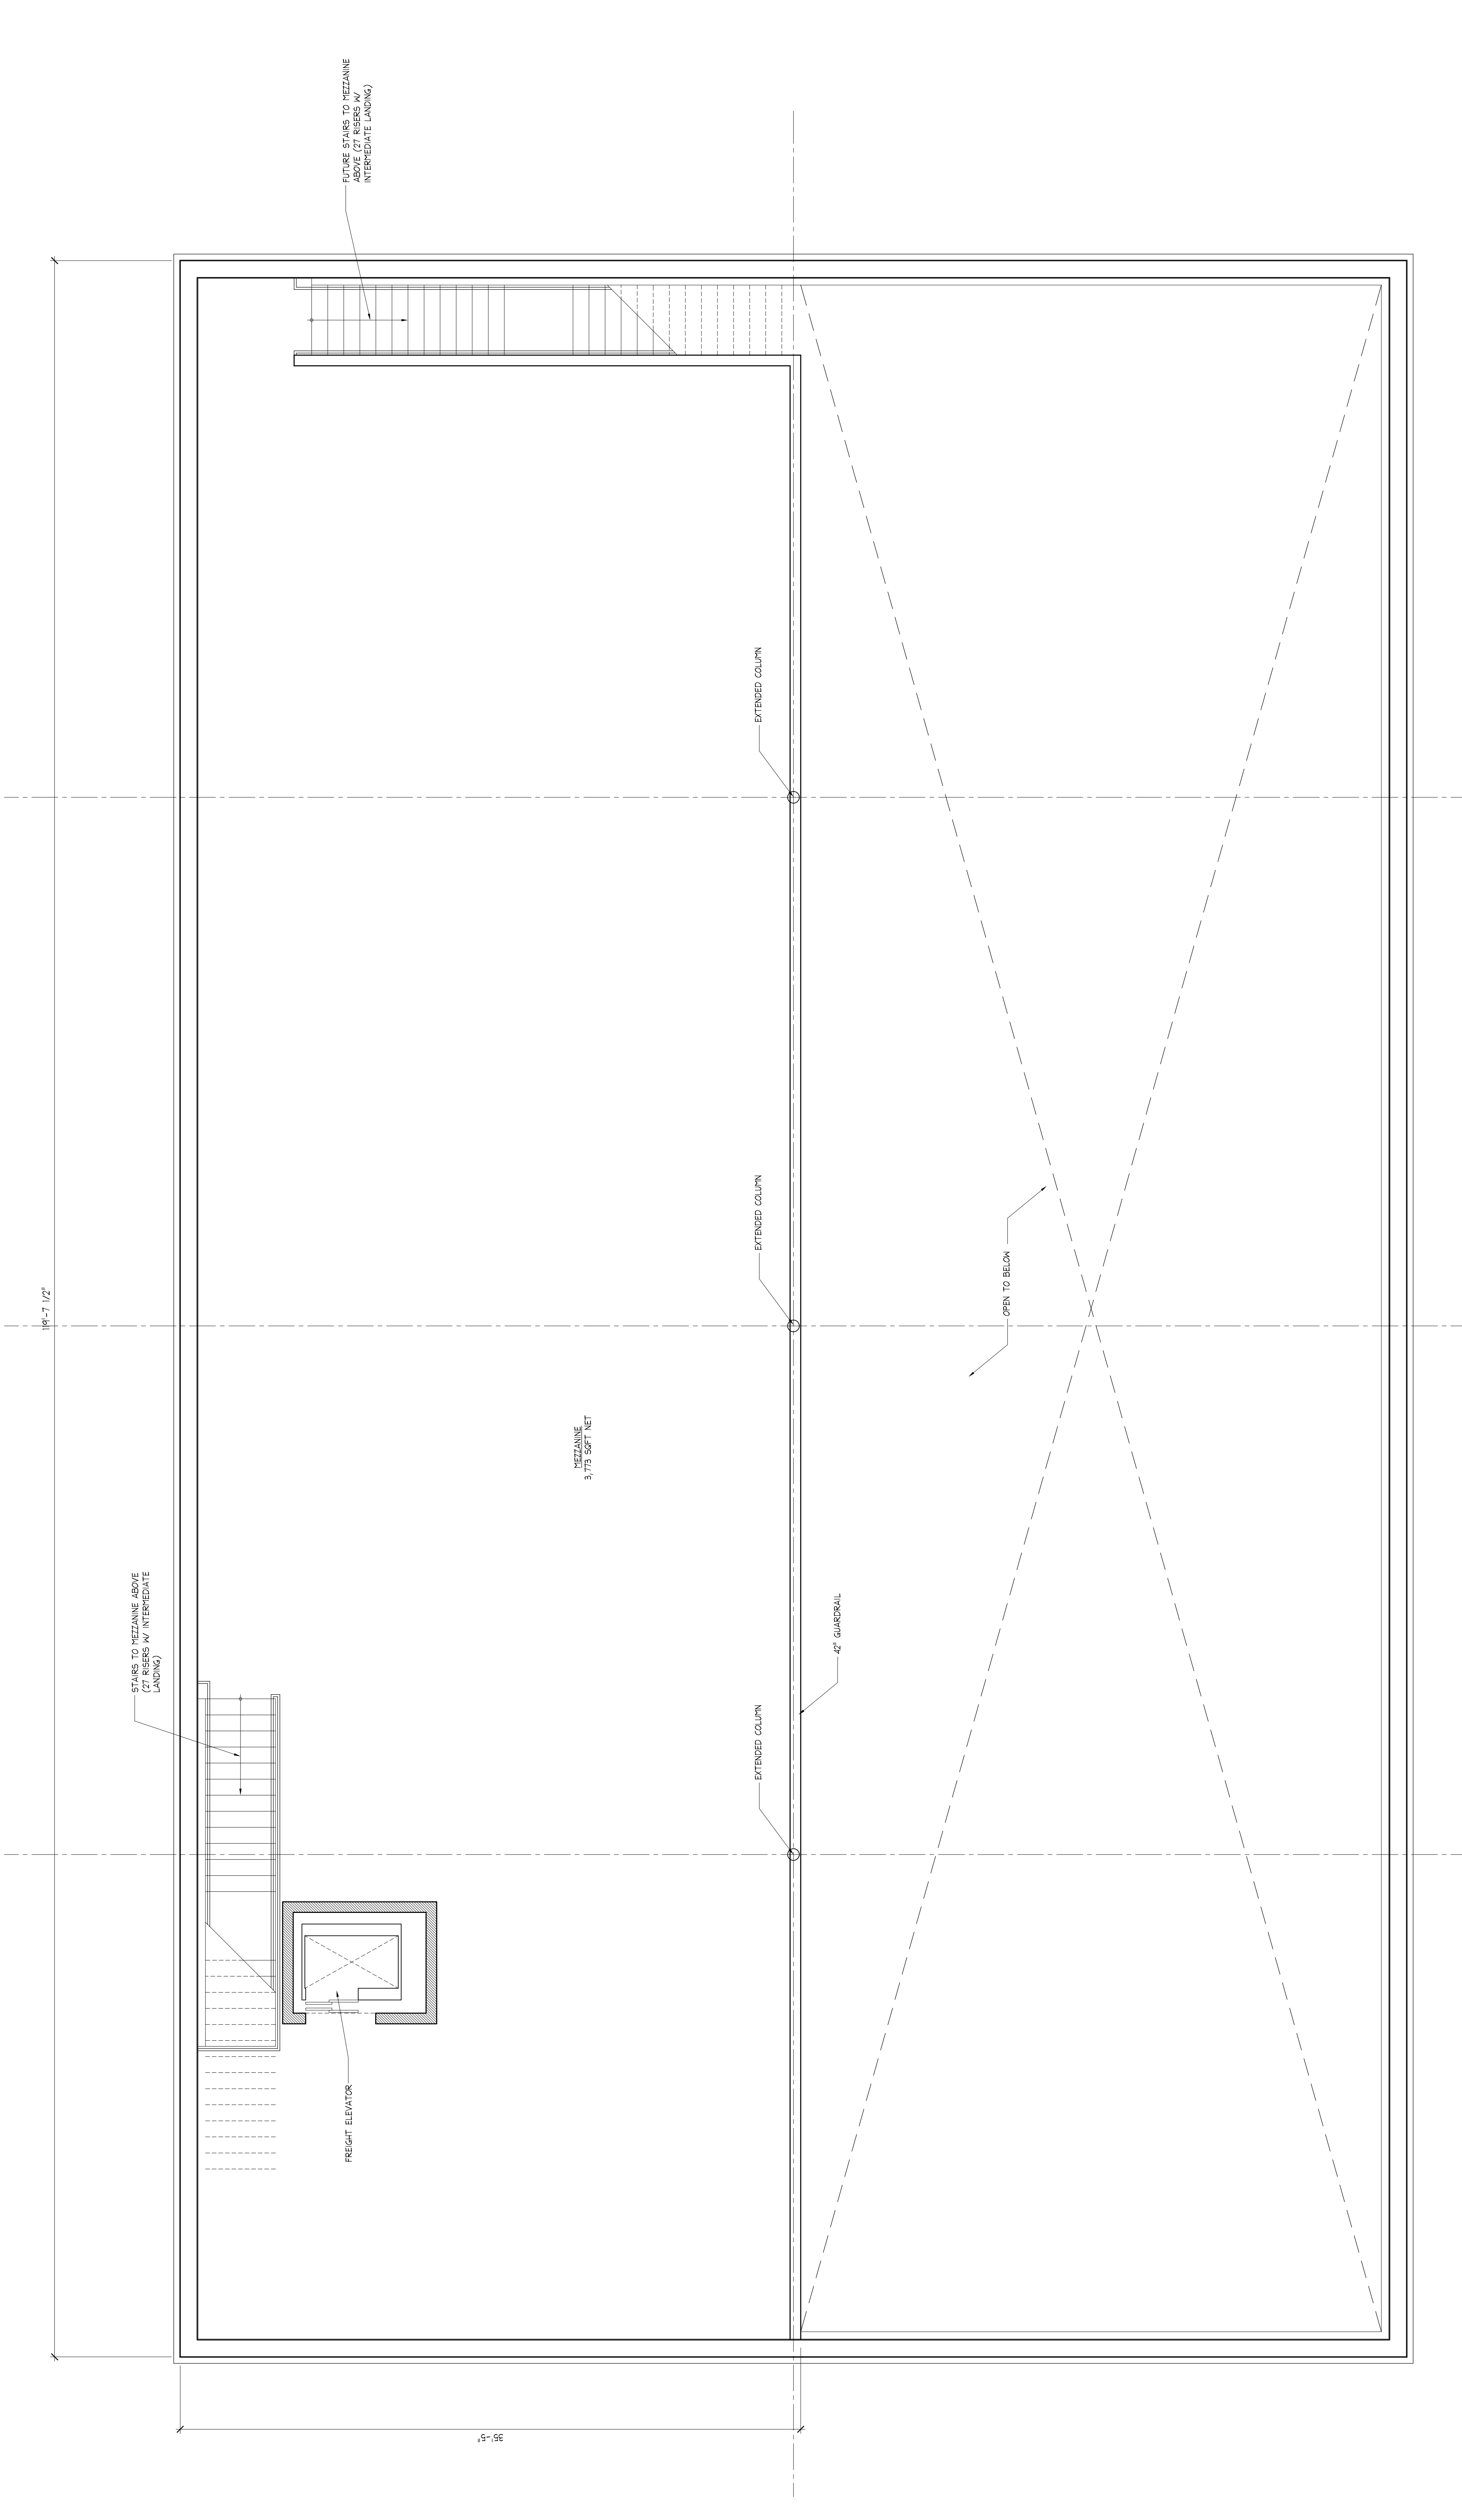 FUTURE STAIRS TO MEZZANINE
ABOVE (27 RISERS W/
INTERMEDIATE LANDING)
EXTENDED COLUMN
EXTENDED COLUMN
OPEN TO BELOW
119'-7 1/2"
MEZZANINE
3,773 SQFT NET
STAIRS TO MEZZANINE ABOVE
(27 RISERS W/ INTERMEDIATE
LANDING)
42" GUARDRAIL
EXTENDED COLUMN
FREIGHT ELEVATOR
35'-5"